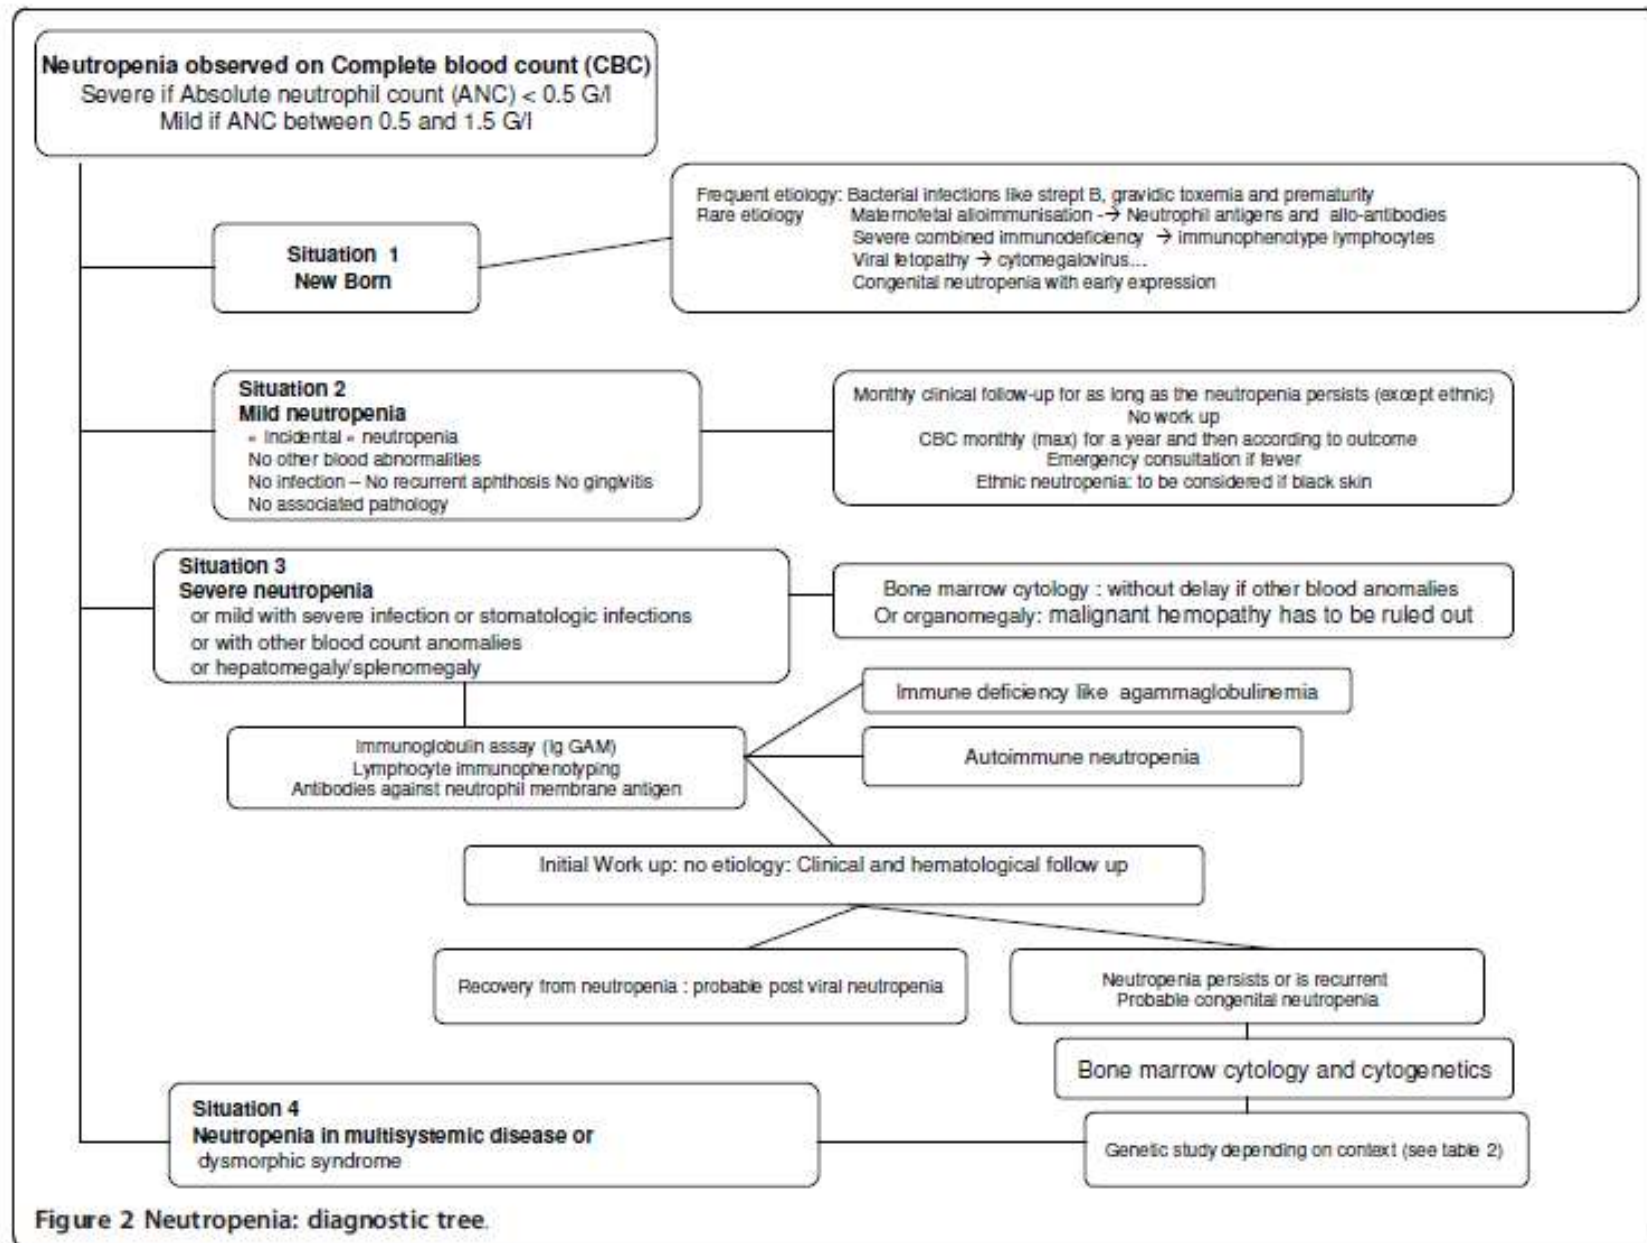 Neutropenia observed on Complete blood count (CBC)
Severe if Absolute neutrophil count (ANC) < 0.5 G/l
Mild if ANC between 0.5 and 1.5 G/l
Situation 1
New Born
Frequent etiology: Bacterial infections like strept B, gravidic toxemia and prematurity
Rare etiology Maternofetal alloimmunisation -→ Neutrophil antigens and allo-antibodies
Severe combined immunodeficiency → immunophenotype lymphocytes
Viral fetopathy → cytomegalovirus...
Congenital neutropenia with early expression
Situation 2
Mild neutropenia
« Incidental « neutropenia
No other blood abnormalities
No infection – No recurrent aphthosis No gingivitis
No associated pathology
Monthly clinical follow-up for as long as the neutropenia persists (except ethnic)
No work up
CBC monthly (max) for a year and then according to outcome
Emergency consultation if fever
Ethnic neutropenia: to be considered if black skin
Situation 3
Severe neutropenia
or mild with severe infection or stomatologic infections
or with other blood count anomalies
or hepatomegaly/splenomegaly
Bone marrow cytology : without delay if other blood anomalies
Or organomegaly: malignant hemopathy has to be ruled out
Immune deficiency like agammaglobulinemia
Immunoglobulin assay (Ig GAM)
Lymphocyte immunophenotyping
Antibodies against neutrophil membrane antigen
Autoimmune neutropenia
Initial Work up: no etiology: Clinical and hematological follow up
Recovery from neutropenia : probable post viral neutropenia
Neutropenia persists or is recurrent
Probable congenital neutropenia
Bone marrow cytology and cytogenetics
Situation 4
Neutropenia in multisystemic disease or
dysmorphic syndrome
Genetic study depending on context (see table 2)
Figure 2 Neutropenia: diagnostic tree.